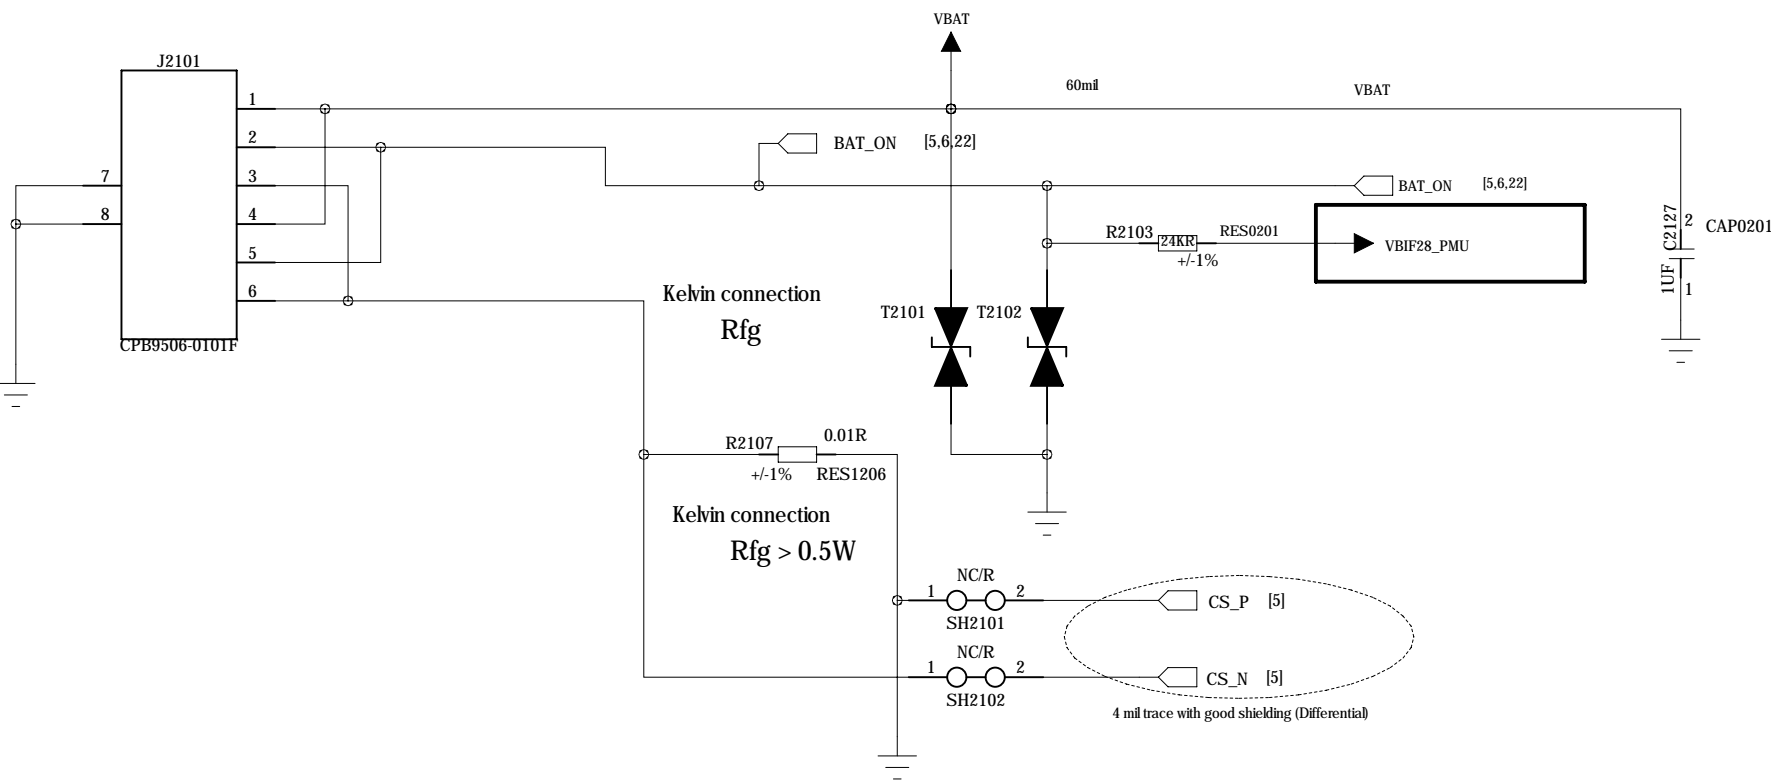 VBAT
J2101
60mil
VBAT
1
2
3
4
5
6
7
8
CPB9506-0101F
BAT_ON [5,6,22]
BAT_ON [5,6,22]
R2103 24KR RES0201
+/-1%
VBIF28_PMU
C2127
1UF
2
1
CAP0201
Kelvin connection
Rfg
T2101
T2102
R2107 0.01R
+/-1% RES1206
Kelvin connection
Rfg > 0.5W
NC/R
1 2
SH2101
CS_P [5]
NC/R
1 2
SH2102
CS_N [5]
4 mil trace with good shielding (Differential)